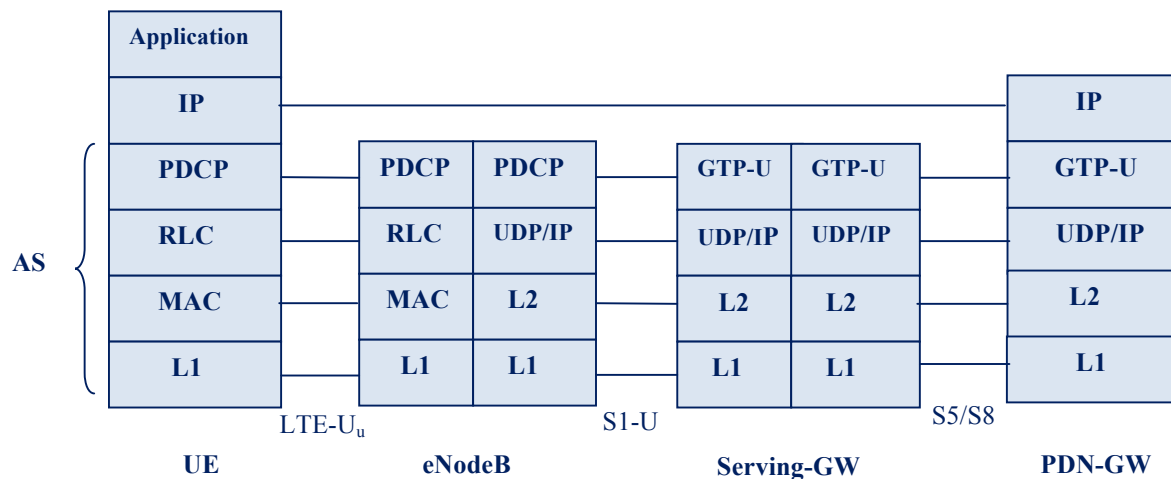 Application
IP IP
PDCP PDCP PDCP GTP-U GTP-U GTP-U
RLC RLC UDP/IP UDP/IP UDP/IP UDP/IP
AS
MAC MAC L2 L2 L2 L2
L1 L1 L1 L1 L1 L1
LTE-Uu S1-U S5/S8
UE eNodeB Serving-GW PDN-GW